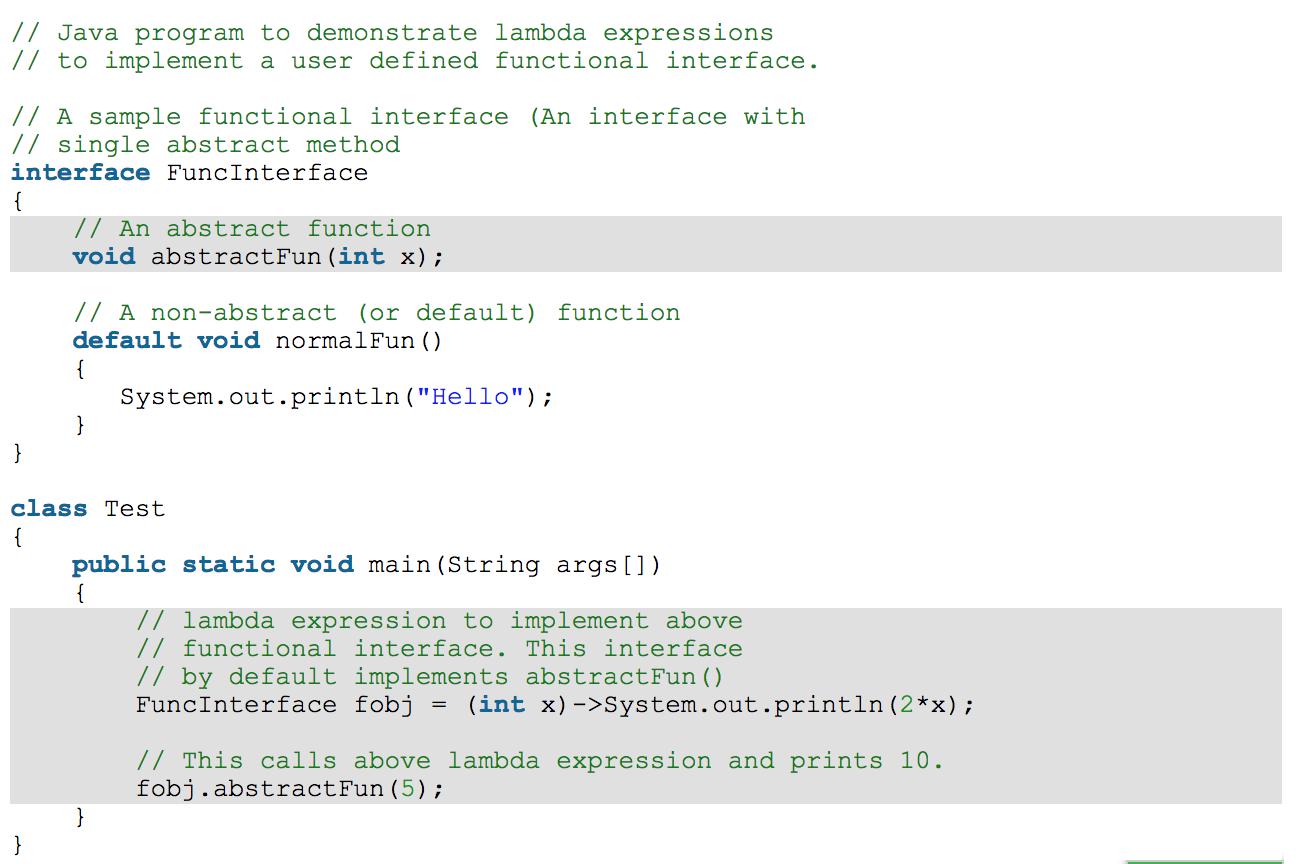 // Java program to demonstrate lambda expressions
// to implement a user defined functional interface.
// A sample functional interface (An interface with
// single abstract method
interface FuncInterface
{
// An abstract function
void abstractFun(int x);
// A non-abstract (or default) function
default void normalFun()
{
System.out.println("Hello");
}
}
class Test
{
public static void main(String args[])
{
// lambda expression to implement above
// functional interface. This interface
// by default implements abstractFun()
FuncInterface fobj = (int x)->System.out.println(2*x);
// This calls above lambda expression and prints 10.
fobj.abstractFun(5);
}
}